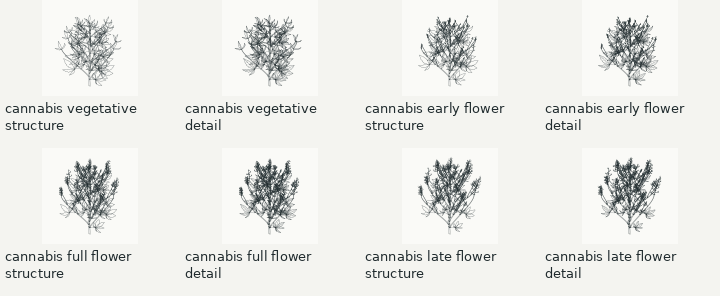 cannabis vegetative
structure
cannabis vegetative
detail
cannabis early flower
structure
cannabis early flower
detail
cannabis full flower
structure
cannabis full flower
detail
cannabis late flower
structure
cannabis late flower
detail